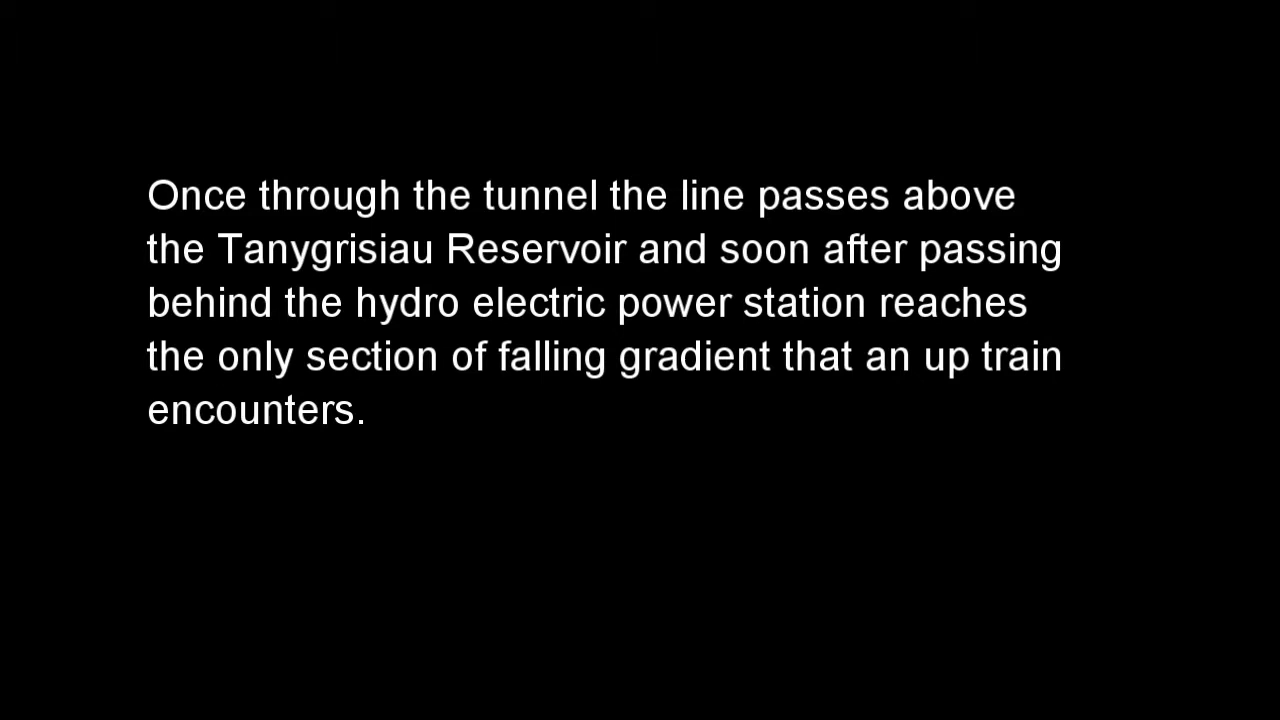 Once through the tunnel the line passes above
the Tanygrisiau Reservoir and soon after passing
behind the hydro electric power station reaches
the only section of falling gradient that an up train
encounters.